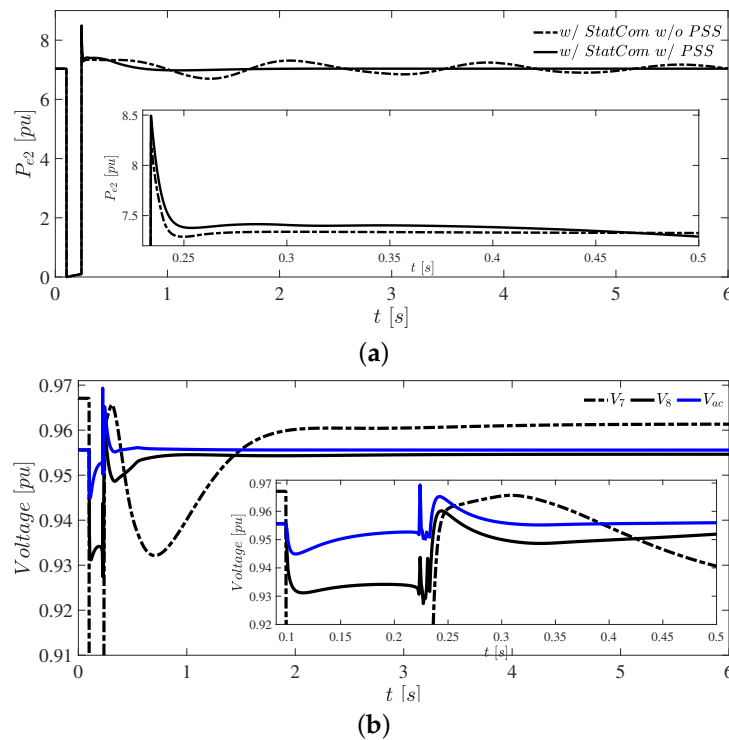 w/ StatCom w/o PSS
w/ StatCom w/ PSS
P_{e2} [pu]
8
6
4
2
0
8.5
8
7.5
P_{e2} [pu]
0.25 0.3 0.35 0.4 0.45 0.5
t [s]
0 1 2 3 4 5 6
t [s]
(a)
V_7 V_8 V_{ac}
Voltage [pu]
0.97
0.96
0.95
0.94
0.93
0.92
0.91
0.97
0.96
0.95
0.94
0.93
0.92
Voltage [pu]
0.1 0.15 0.2 0.25 0.3 0.35 0.4 0.45 0.5
t [s]
0 1 2 3 4 5 6
t [s]
(b)